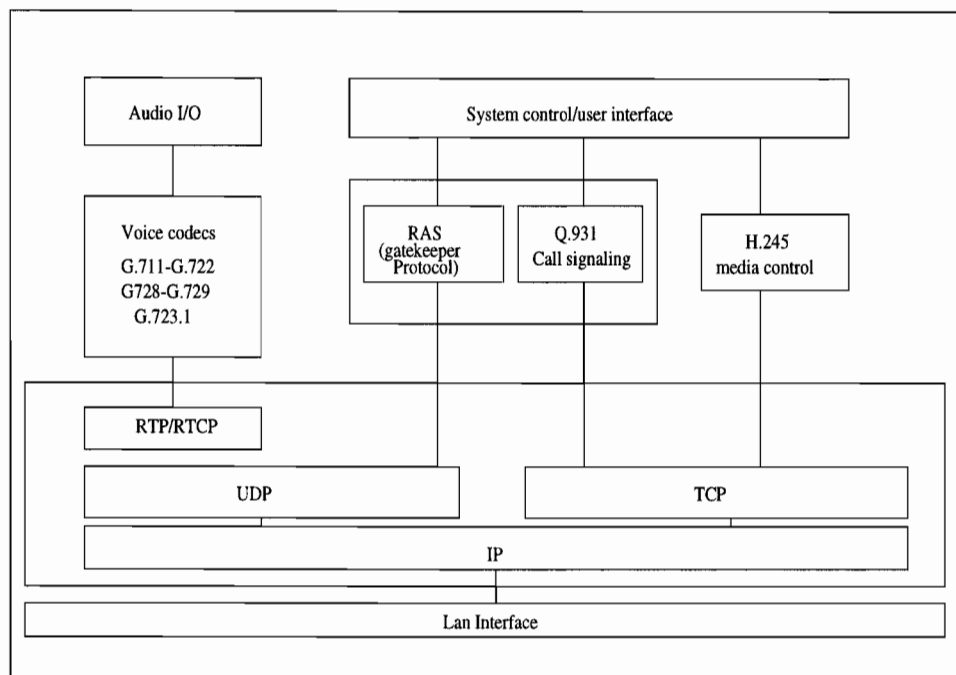 Audio I/O
System control/user interface
Voice codecs
G.711-G.722
G728-G.729
G.723.1
RAS
(gatekeeper
Protocol)
Q.931
Call signaling
H.245
media control
RTP/RTCP
UDP
TCP
IP
Lan Interface